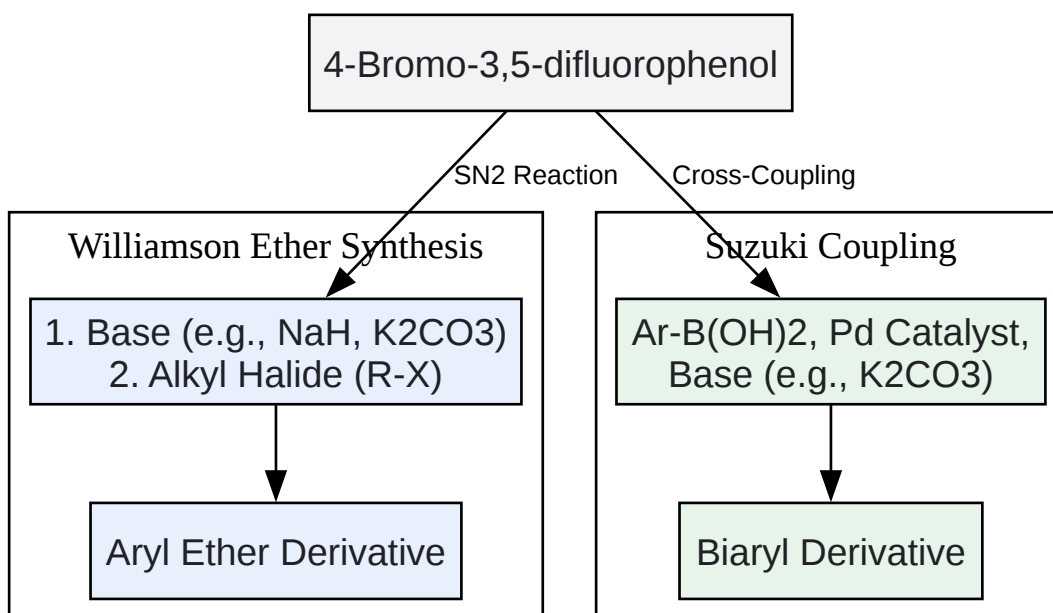 4-Bromo-3,5-difluorophenol
SN2 Reaction
Cross-Coupling
Williamson Ether Synthesis
1. Base (e.g., NaH, K2CO3)
2. Alkyl Halide (R-X)
Aryl Ether Derivative
Suzuki Coupling
Ar-B(OH)2, Pd Catalyst,
Base (e.g., K2CO3)
Biaryl Derivative